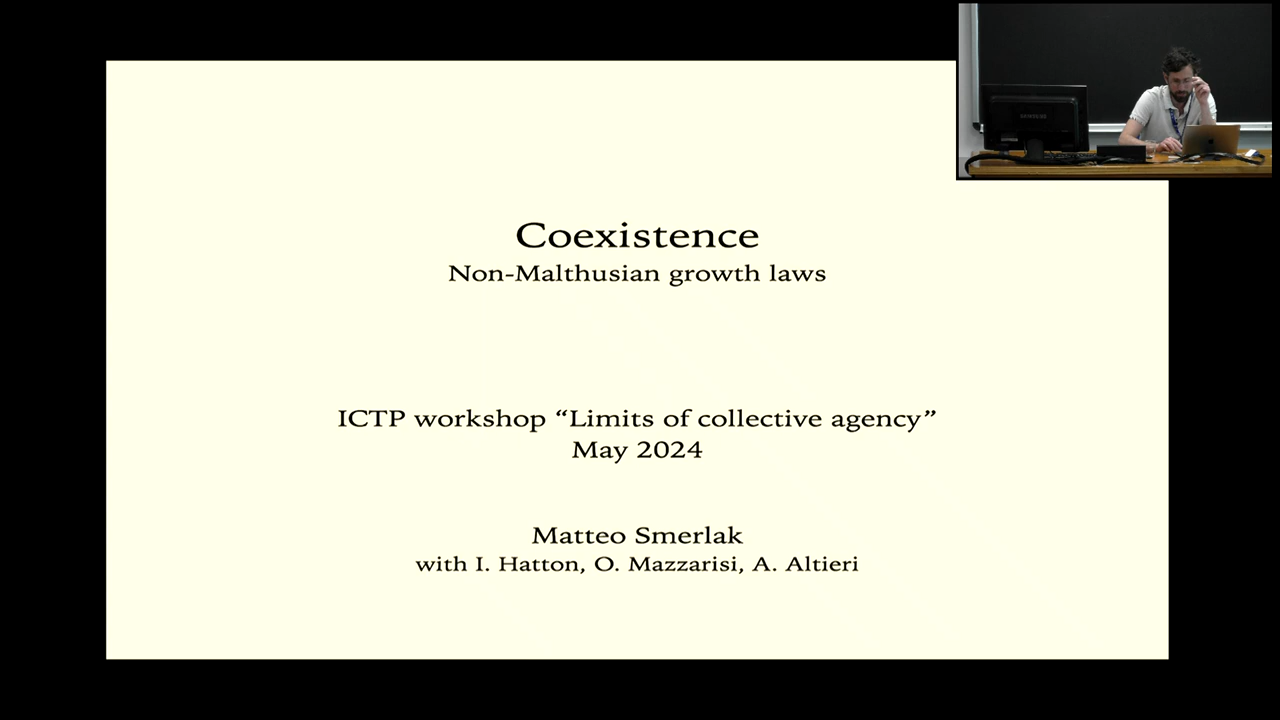 Coexistence
Non-Malthusian growth laws
ICTP workshop “Limits of collective agency”
May 2024
Matteo Smerlak
with I. Hatton, O. Mazzarisi, A. Altieri
SAMSUNG